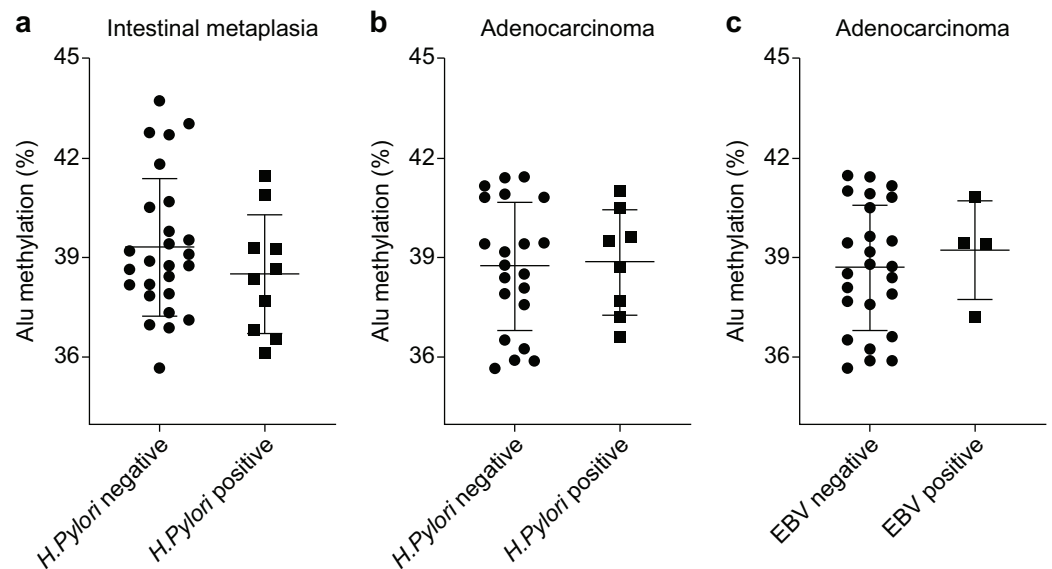 a Intestinal metaplasia
Alu methylation (%)
45
42
39
36
H.Pylori negative
H.Pylori positive
b Adenocarcinoma
Alu methylation (%)
45
42
39
36
H.Pylori negative
H.Pylori positive
c Adenocarcinoma
Alu methylation (%)
45
42
39
36
EBV negative
EBV positive